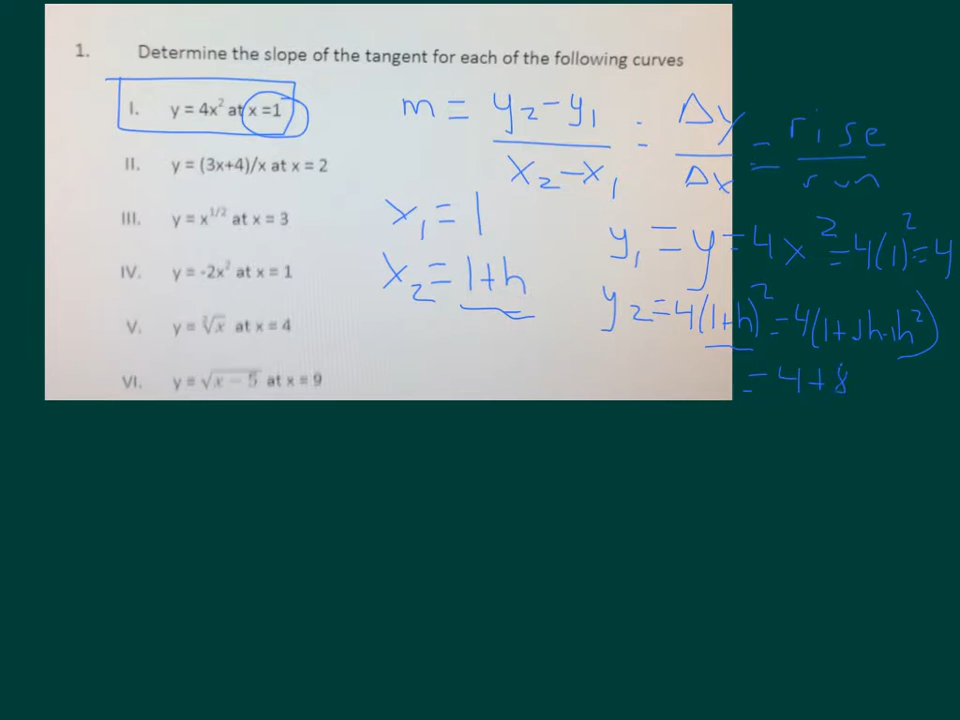 1. Determine the slope of the tangent for each of the following curves
I. y = 4x² at x =1
II. y = (3x+4)/x at x = 2
III. y = x^{1/2} at x = 3
IV. y = -2x² at x = 1
V. y = ∛x at x = 4
VI. y = √(x − 5) at x = 9
m = (y₂ − y₁)/(x₂ − x₁) = Δy/Δx = rise/run
x₁ = 1
x₂ = 1+h
y₁ = y = 4x² = 4(1)² = 4
y₂ = 4(1+h)² = 4(1+2h+h²)
= 4+8